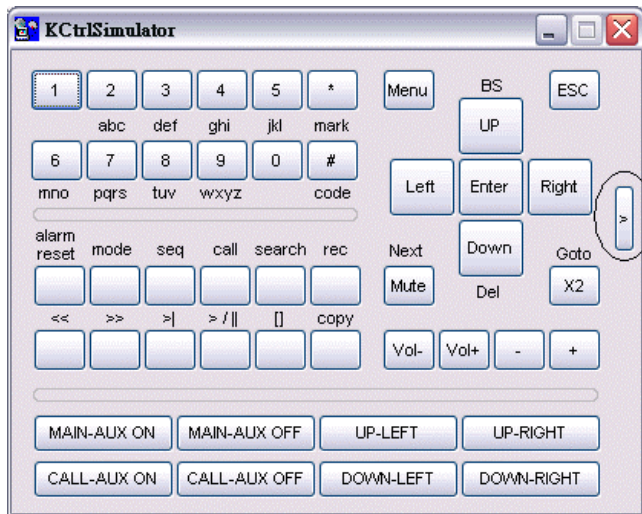 KCtrlSimulator
1 2 3 4 5 * Menu BS ESC
abc def ghi jkl mark UP
6 7 8 9 0 #
mno pqrs tuv wxyz code Left Enter Right >
alarm reset mode seq call search rec Next Down Goto
Mute Del X2
<< >> >| > / || [] copy
Vol- Vol+ - +
MAIN-AUX ON MAIN-AUX OFF UP-LEFT UP-RIGHT
CALL-AUX ON CALL-AUX OFF DOWN-LEFT DOWN-RIGHT